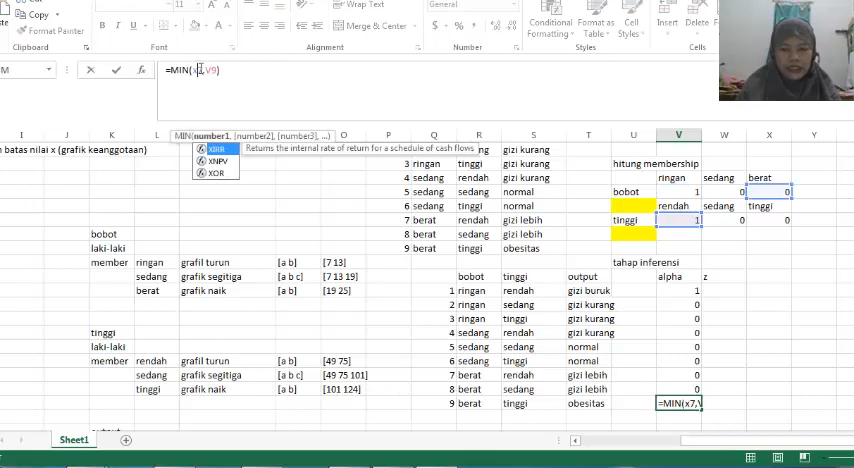 11
Wrap Text
Copy
Format Painter
B I U
Merge & Center
$ % ,
Conditional Formatting
Format as Table
Cell Styles
Insert
Delete
Clipboard
Font
Alignment
Number
Styles
Cells
=MIN(x7,V9)
MIN(number1, [number2], [number3], ...)
XIRR
Returns the internal rate of return for a schedule of cash flows
XNPV
XOR
I J K L O P Q R S T U V W X Y
batas nilai x (grafik keanggotaan)
gizi kurang
3 ringan tinggi gizi kurang hitung membership
4 sedang rendah gizi kurang ringan sedang berat
5 sedang sedang normal bobot 1 0 0
6 sedang tinggi normal rendah sedang tinggi
7 berat rendah gizi lebih tinggi 1 0 0
bobot 8 berat sedang gizi lebih
laki-laki 9 berat tinggi obesitas
member ringan grafil turun [a b] [7 13] tahap inferensi
sedang grafik segitiga [a b c] [7 13 19] bobot tinggi output alpha z
berat grafik naik [a b] [19 25] 1 ringan rendah gizi buruk 1
2 ringan sedang gizi kurang 0
3 ringan tinggi gizi kurang 0
tinggi 4 sedang rendah gizi kurang 0
laki-laki 5 sedang sedang normal 0
member rendah grafil turun [a b] [49 75] 6 sedang tinggi normal 0
sedang grafik segitiga [a b c] [49 75 101] 7 berat rendah gizi lebih 0
tinggi grafik naik [a b] [101 124] 8 berat sedang gizi lebih 0
9 berat tinggi obesitas =MIN(x7,V
Sheet1